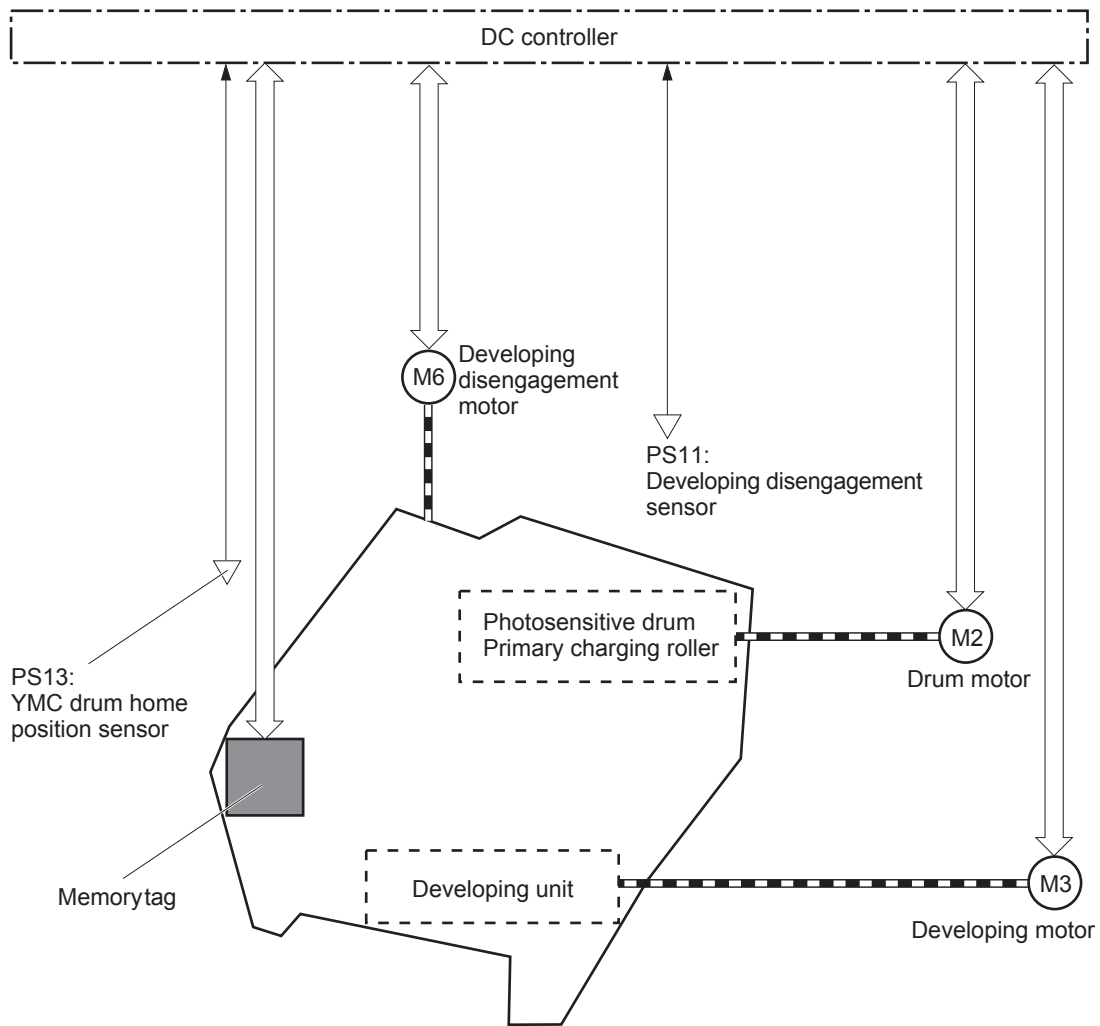 DC controller
M6
Developing
disengagement
motor
PS11:
Developing disengagement
sensor
Photosensitive drum
Primary charging roller
M2
Drum motor
PS13:
YMC drum home
position sensor
Memorytag
Developing unit
M3
Developing motor